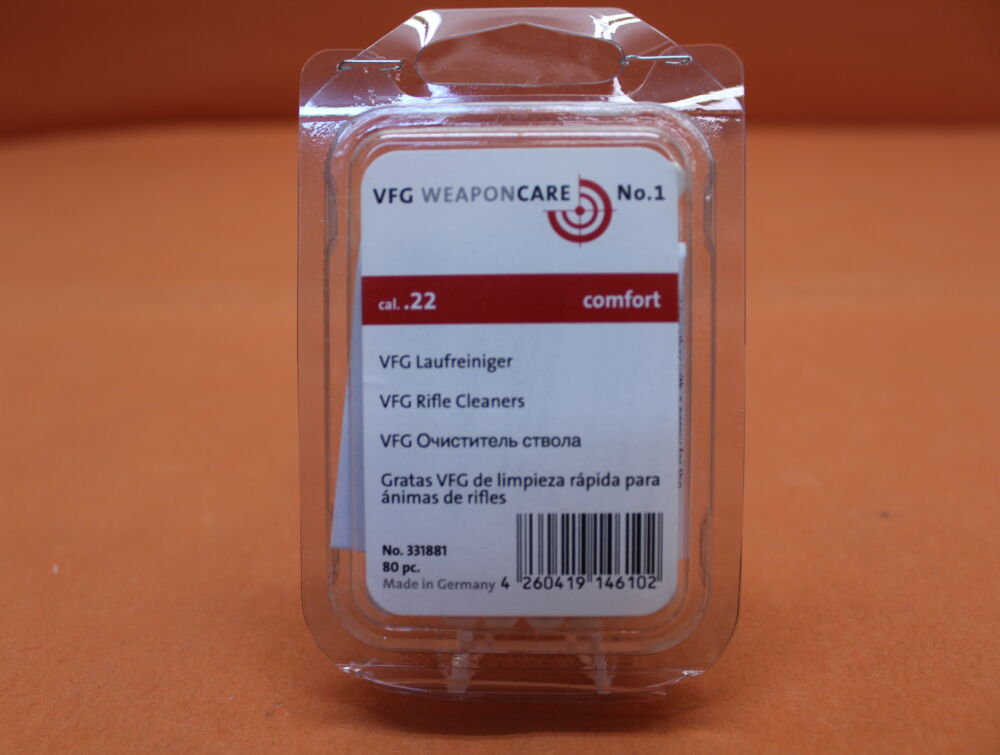 VFG WEAPONCARE No.1
cal. .22 comfort
VFG Laufreiniger
VFG Rifle Cleaners
VFG Очиститель ствола
Gratas VFG de limpieza rápida para
ánimas de rifles
No. 331881
80 pc.
Made in Germany 4 260419 146102